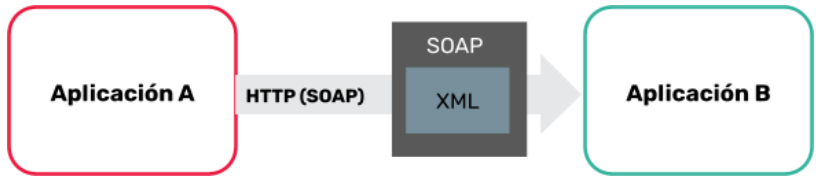 Aplicación A
HTTP (SOAP)
SOAP
XML
Aplicación B